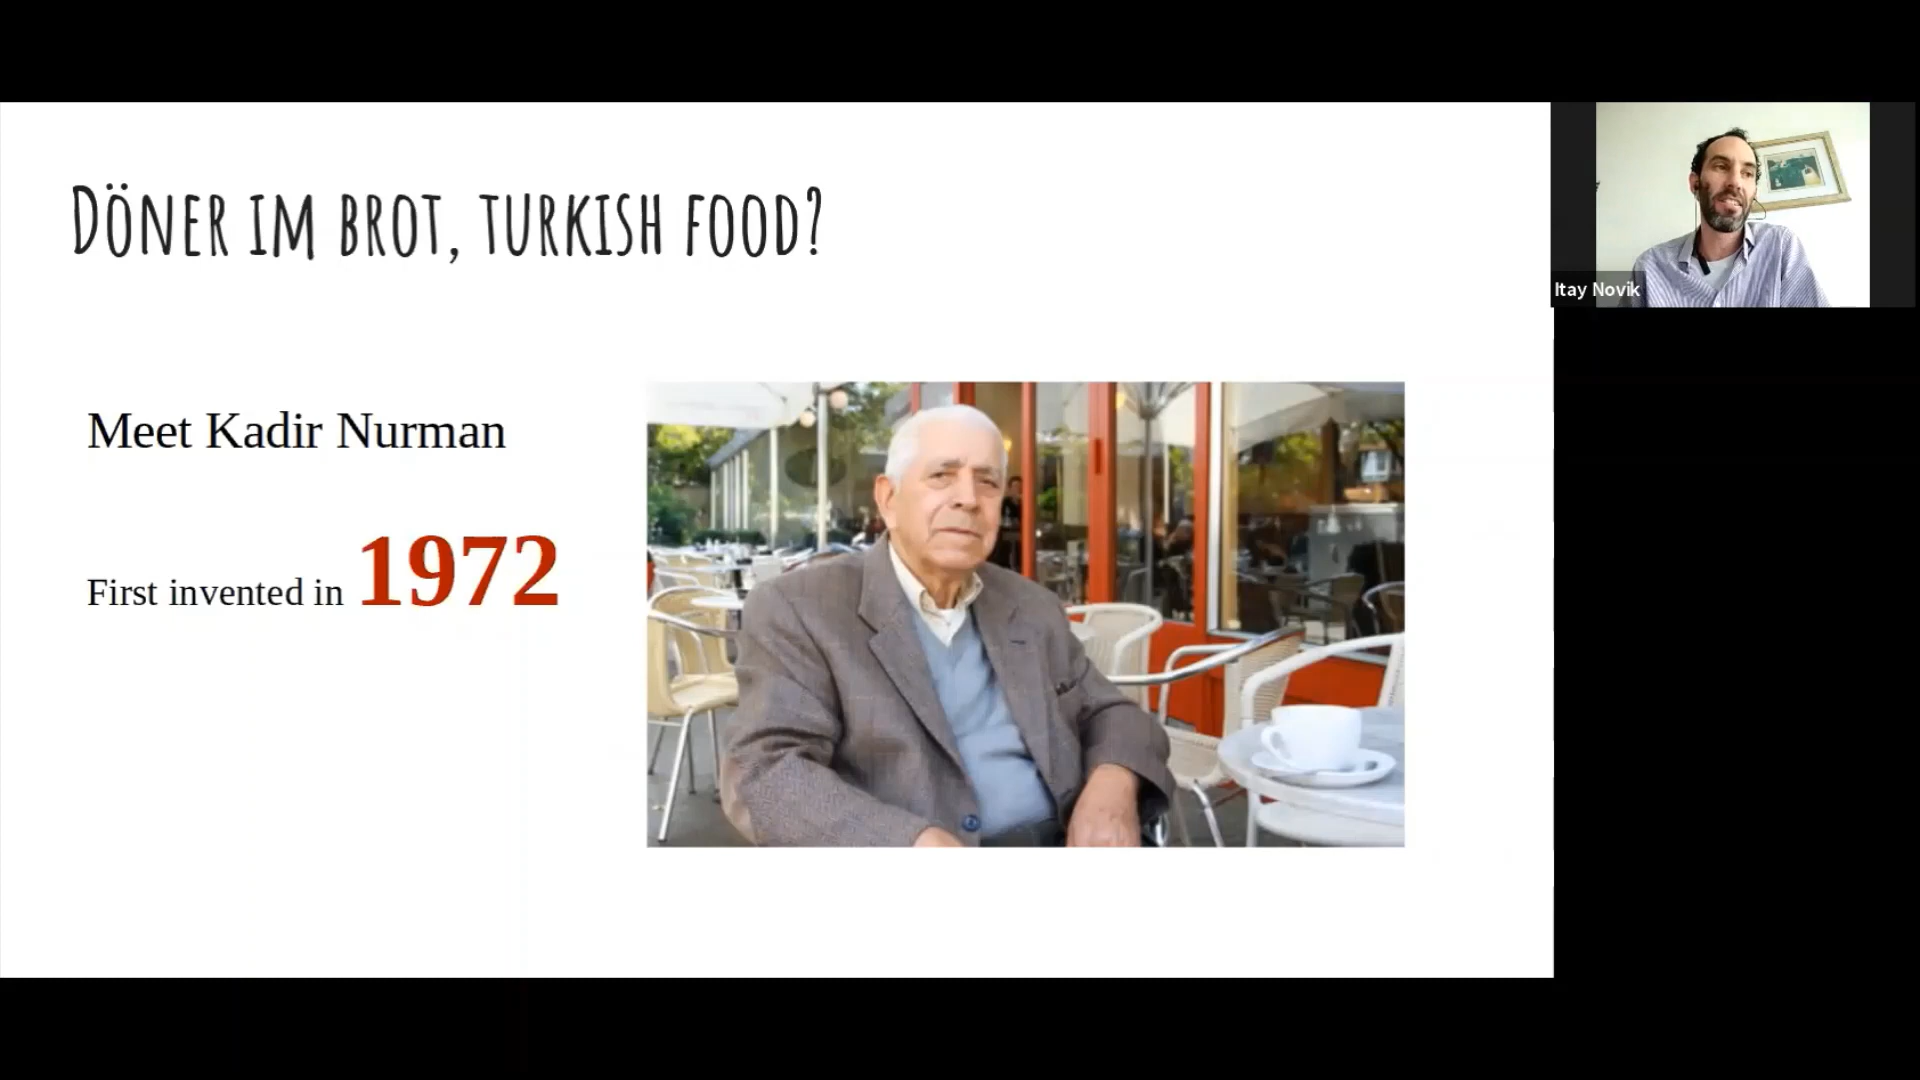 DÖNER IM BROT, TURKISH FOOD?
Meet Kadir Nurman
First invented in 1972
Itay Novik